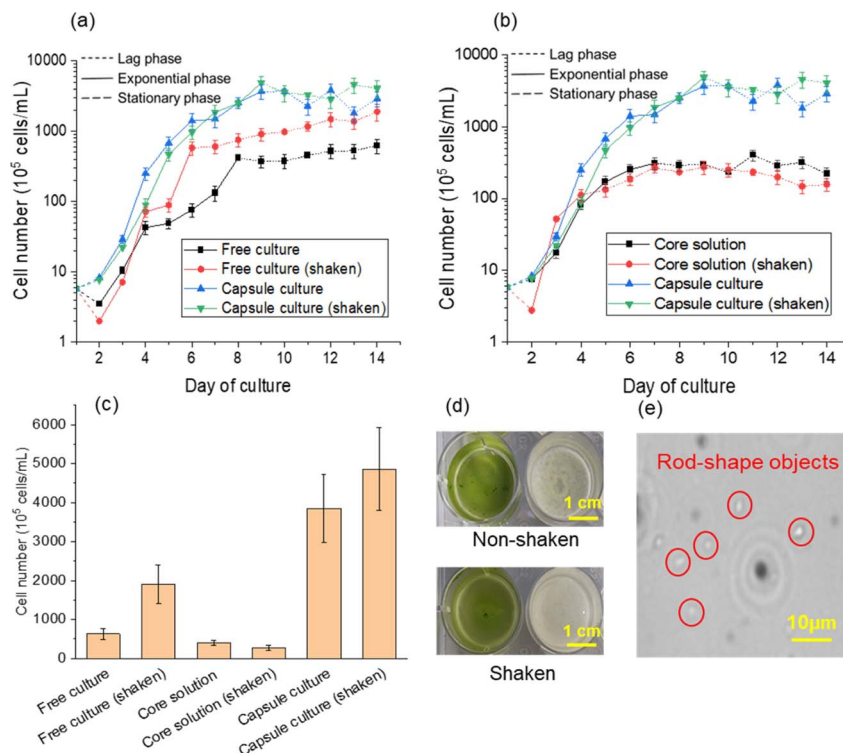 (a)
Lag phase
Exponential phase
Stationary phase
10000
1000
100
10
1
Cell number (10⁵ cells/mL)
Free culture
Free culture (shaken)
Capsule culture
Capsule culture (shaken)
2 4 6 8 10 12 14
Day of culture
(b)
Lag phase
Exponential phase
Stationary phase
10000
1000
100
10
1
Cell number (10⁵ cells/mL)
Core solution
Core solution (shaken)
Capsule culture
Capsule culture (shaken)
2 4 6 8 10 12 14
Day of culture
(c)
6000
5000
4000
3000
2000
1000
0
Cell number (10⁵ cells/mL)
Free culture
Free culture (shaken)
Core solution
Core solution (shaken)
Capsule culture
Capsule culture (shaken)
(d)
1 cm
Non-shaken
1 cm
Shaken
(e)
Rod-shape objects
10μm